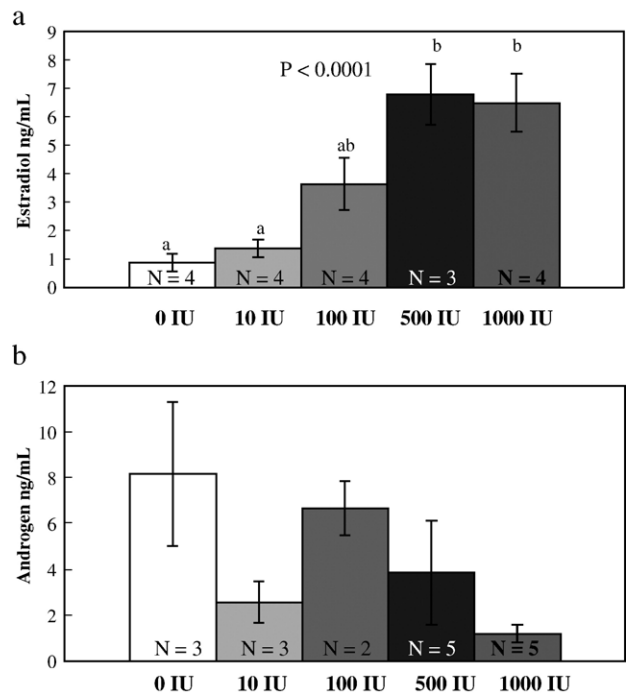 a
Estradiol ng/mL
9
8
7
6
5
4
3
2
1
0
P < 0.0001
a
a
ab
b
b
N = 4
N = 4
N = 4
N = 3
N = 4
0 IU
10 IU
100 IU
500 IU
1000 IU
b
Androgen ng/mL
12
10
8
6
4
2
0
N = 3
N = 3
N = 2
N = 5
N = 5
0 IU
10 IU
100 IU
500 IU
1000 IU